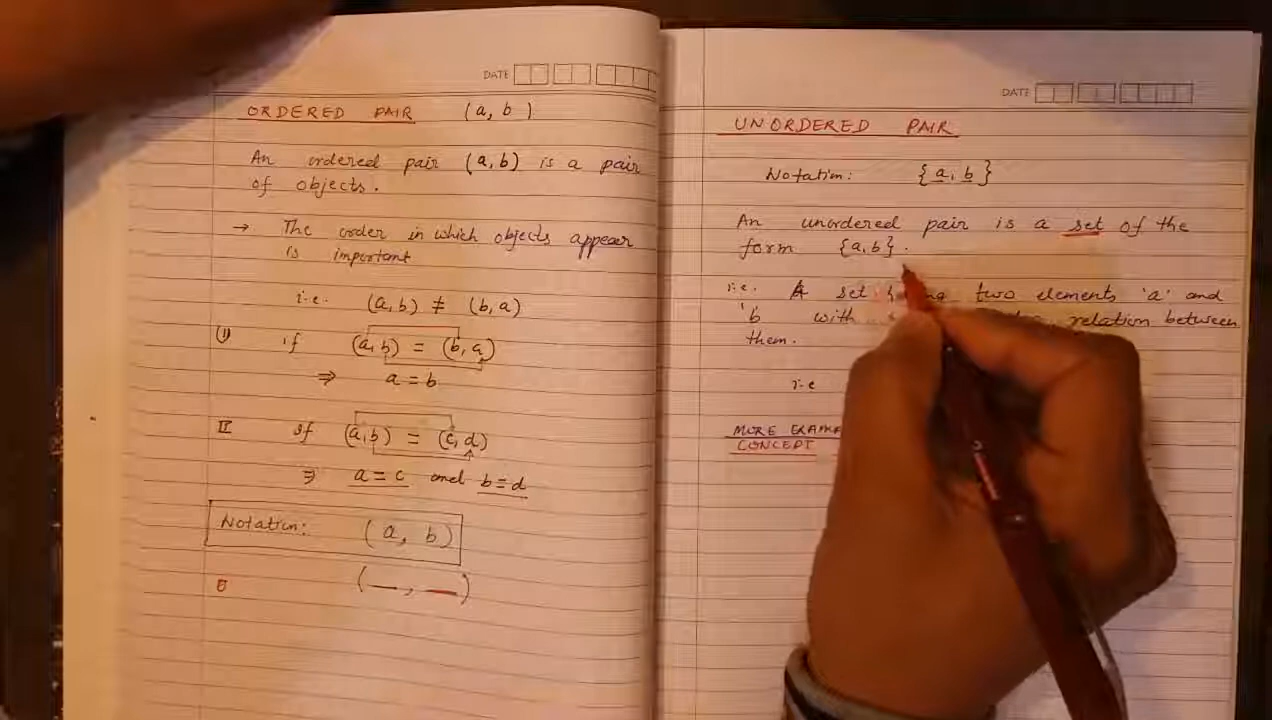 DATE
ORDERED PAIR (a, b)
An ordered pair (a,b) is a pair
of objects.
→ The order in which objects appear
is important
i.e. (a,b) ≠ (b,a)
(I) if (a,b) = (b,a)
⇒ a = b
II If (a,b) = (c,d)
⇒ a = c and b = d
Notation: (a, b)
(__, __)
DATE
UNORDERED PAIR
Notation: {a, b}
An unordered pair is a set of the
form {a,b}.
i.e. A set two elements 'a' and
'b with relation between
them.
i-e
MORE
CONCEPT